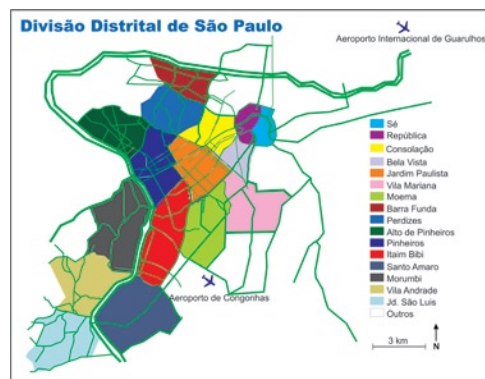 Divisão Distrital de São Paulo
Aeroporto Internacional de Guarulhos
Sé
República
Consolação
Bela Vista
Jardim Paulista
Vila Mariana
Moema
Barra Funda
Perdizes
Alto de Pinheiros
Pinheiros
Itaim Bibi
Santo Amaro
Morumbi
Vila Andrade
Jd. São Luis
Outros
Aeroporto de Congonhas
3 km
N